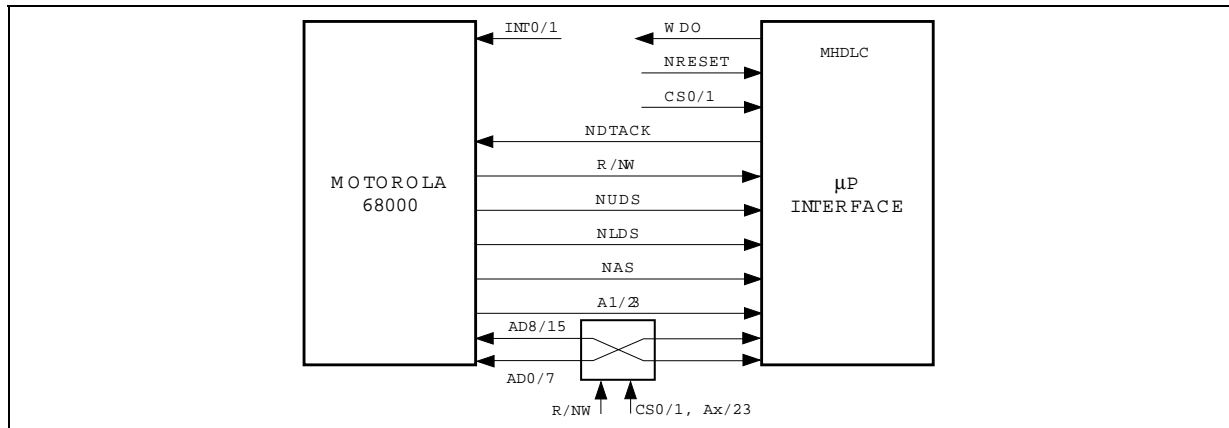 INT0/1 WDO
MHDLC
NRESET
CS0/1
NDTACK
R/NW
MOTOROLA
68000
µP
INTERFACE
NUDS
NLDS
NAS
A1/23
AD8/15
AD0/7
R/NW CS0/1, Ax/23